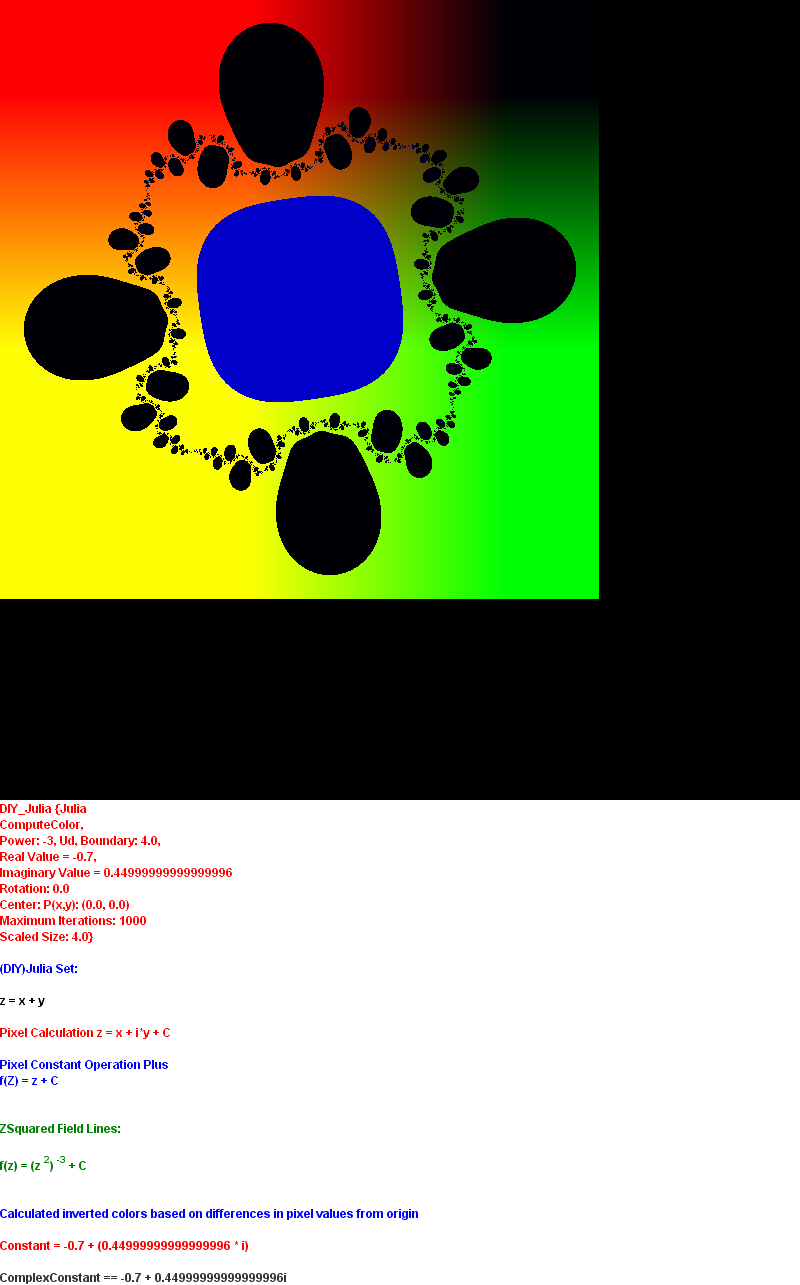 DIY_Julia {Julia
ComputeColor,
Power: -3, Ud, Boundary: 4.0,
Real Value = -0.7,
Imaginary Value = 0.44999999999999996
Rotation: 0.0
Center: P(x,y): (0.0, 0.0)
Maximum Iterations: 1000
Scaled Size: 4.0}
(DIY)Julia Set:
z = x + y
Pixel Calculation z = x + i*y + C
Pixel Constant Operation Plus
f(Z) = z + C
ZSquared Field Lines:
f(z) = (z 2) -3 + C
Calculated inverted colors based on differences in pixel values from origin
Constant = -0.7 + (0.44999999999999996 * i)
ComplexConstant == -0.7 + 0.44999999999999996i